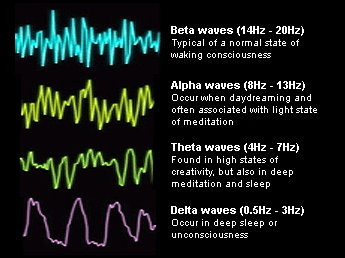 Beta waves (14Hz - 20Hz)
Typical of a normal state of
waking consciousness
Alpha waves (8Hz - 13Hz)
Occur when daydreaming and
often associated with light state
of meditation
Theta waves (4Hz - 7Hz)
Found in high states of
creativity, but also in deep
meditation and sleep
Delta waves (0.5Hz - 3Hz)
Occur in deep sleep or
unconsciousness